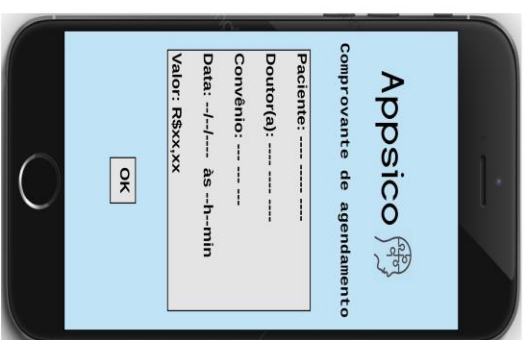 Appsico
Comprovante de agendamento
Paciente: ---- ----- ----
Doutor(a): ---- ---- ----
Convênio: --- --- ---
Data: --/--/---- às --h--min
Valor: R$xx,xx
OK